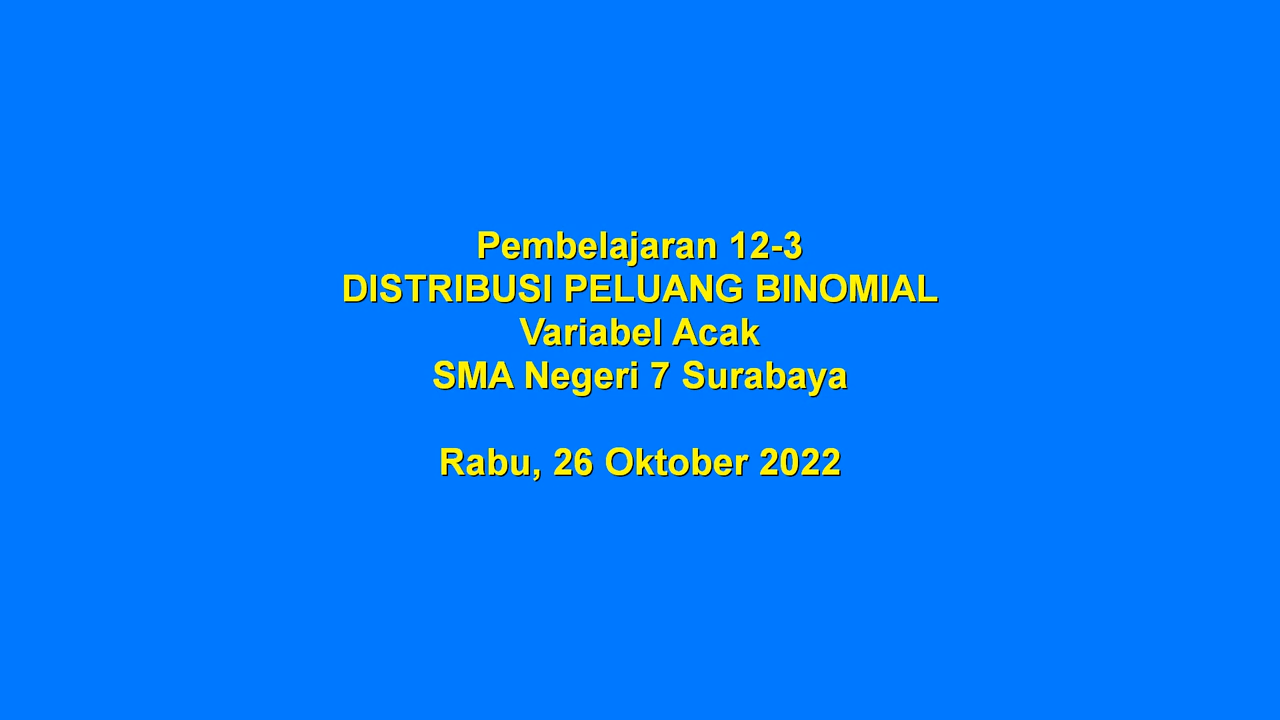 Pembelajaran 12-3
DISTRIBUSI PELUANG BINOMIAL
Variabel Acak
SMA Negeri 7 Surabaya
Rabu, 26 Oktober 2022